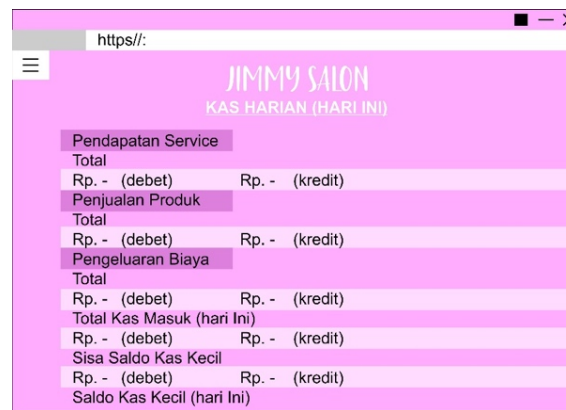 https//:
JIMMY SALON
KAS HARIAN (HARI INI)
Pendapatan Service
Total
Rp. - (debet) Rp. - (kredit)
Penjualan Produk
Total
Rp. - (debet) Rp. - (kredit)
Pengeluaran Biaya
Total
Rp. - (debet) Rp. - (kredit)
Total Kas Masuk (hari Ini)
Rp. - (debet) Rp. - (kredit)
Sisa Saldo Kas Kecil
Rp. - (debet) Rp. - (kredit)
Saldo Kas Kecil (hari Ini)